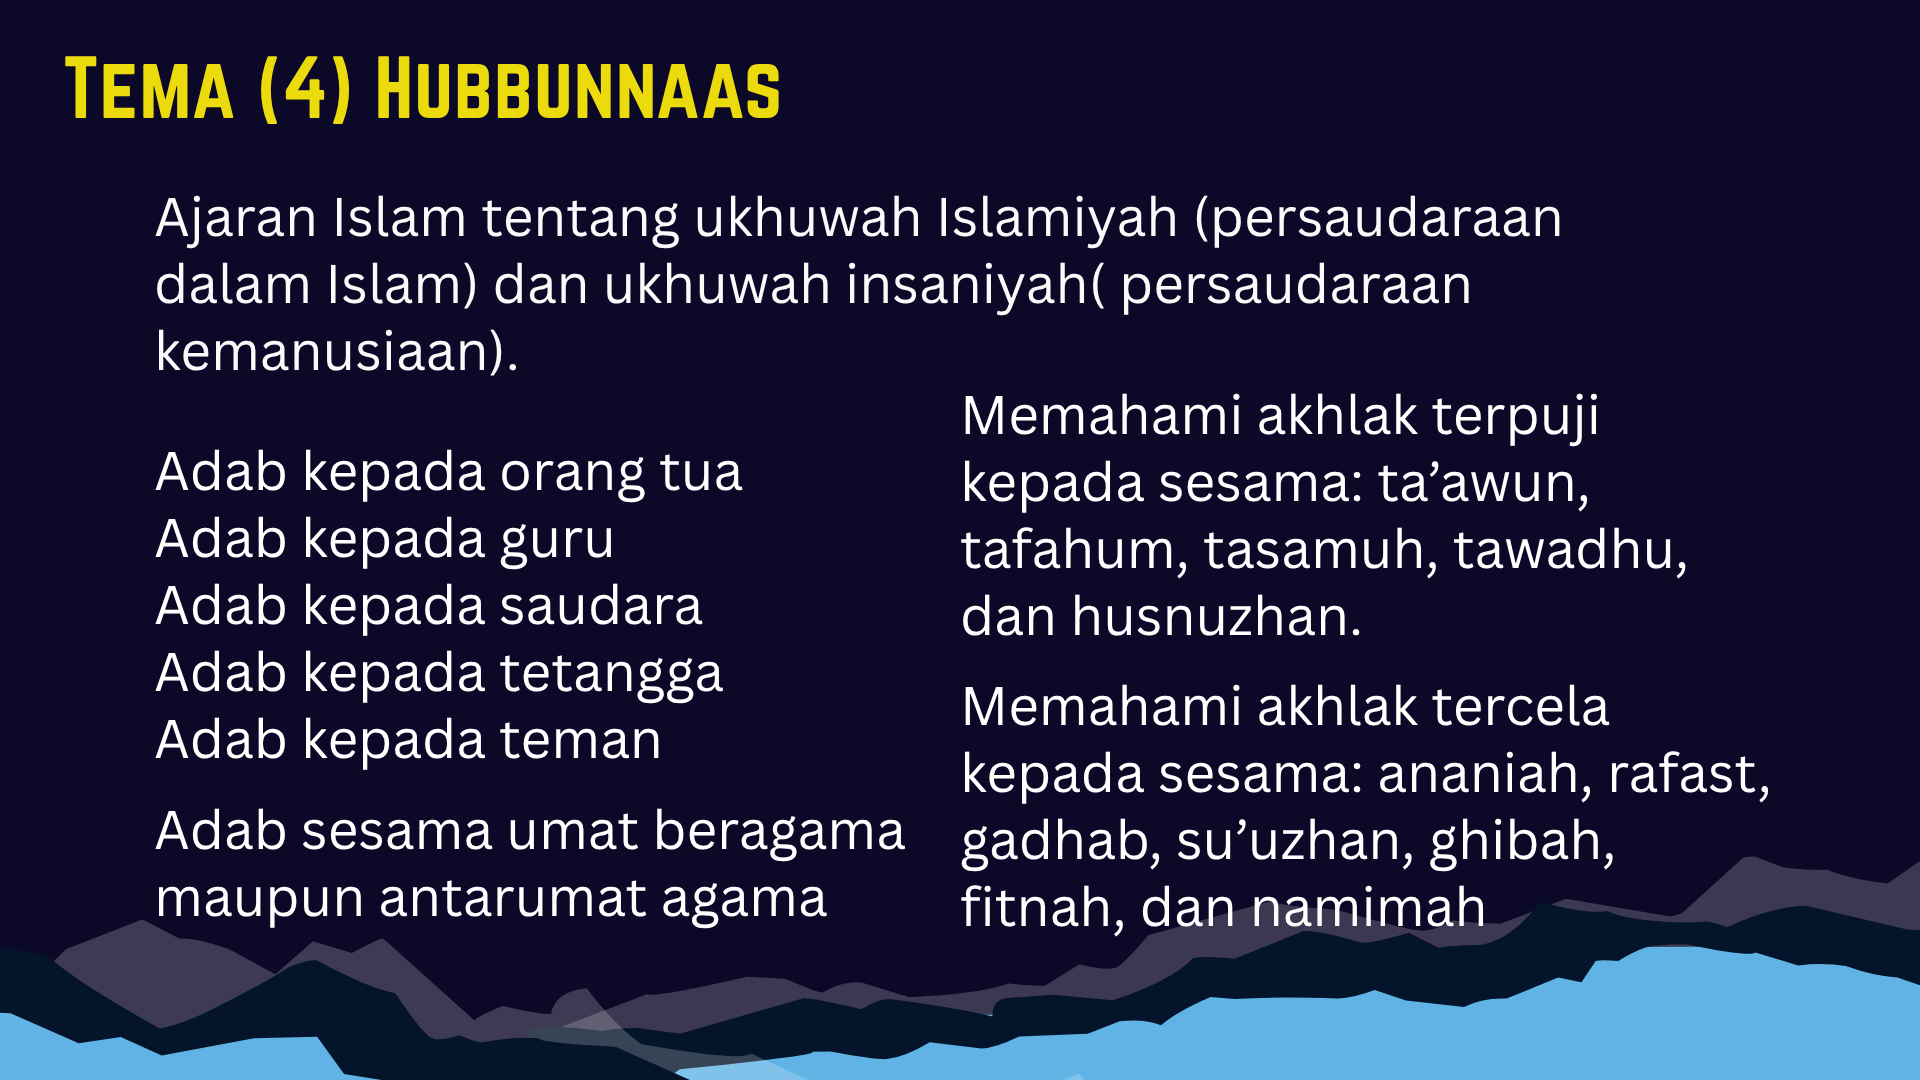 Tema (4) Hubbunnaas
Ajaran Islam tentang ukhuwah Islamiyah (persaudaraan
dalam Islam) dan ukhuwah insaniyah( persaudaraan
kemanusiaan).
Adab kepada orang tua
Adab kepada guru
Adab kepada saudara
Adab kepada tetangga
Adab kepada teman
Adab sesama umat beragama
maupun antarumat agama
Memahami akhlak terpuji
kepada sesama: ta’awun,
tafahum, tasamuh, tawadhu,
dan husnuzhan.
Memahami akhlak tercela
kepada sesama: ananiah, rafast,
gadhab, su’uzhan, ghibah,
fitnah, dan namimah